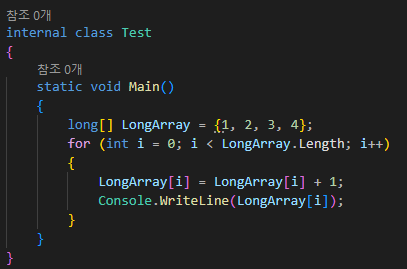 참조 0개
internal class Test
{
참조 0개
static void Main()
{
long[] LongArray = {1, 2, 3, 4};
for (int i = 0; i < LongArray.Length; i++)
{
LongArray[i] = LongArray[i] + 1;
Console.WriteLine(LongArray[i]);
}
}
}